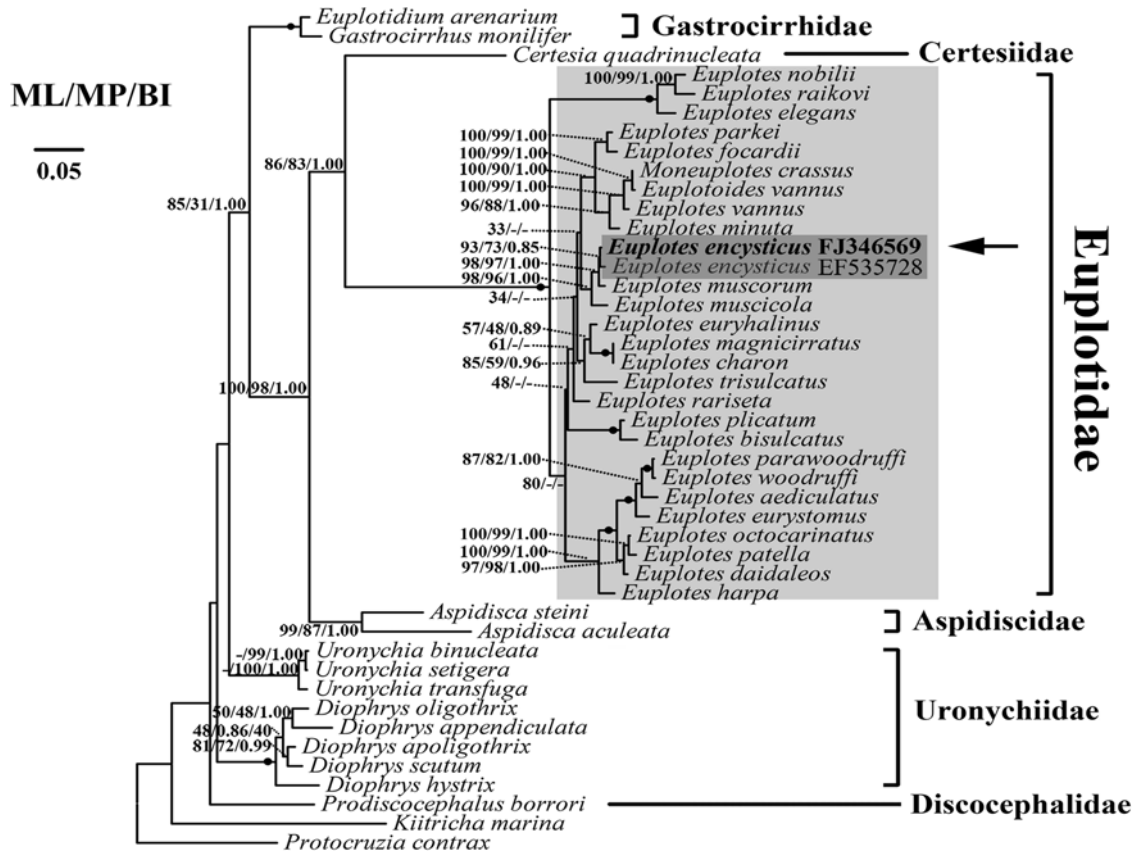 Euplotidium arenarium
Gastrocirrhus monilifer
Gastrocirrhidae
Certesia quadrinucleata
Certesiidae
ML/MP/BI
0.05
100/99/1.00
Euplotes nobilii
Euplotes raikovi
Euplotes elegans
100/99/1.00
Euplotes parkei
100/99/1.00
Euplotes focardii
100/90/1.00
Moneuplotes crassus
100/99/1.00
Euplotoides vannus
96/88/1.00
Euplotes vannus
86/83/1.00
85/31/1.00
33/-/-
Euplotes minuta
93/73/0.85
Euplotes encysticus FJ346569
98/97/1.00
Euplotes encysticus EF535728
98/96/1.00
Euplotes muscorum
34/-/-
Euplotes muscicola
57/48/0.89
Euplotes euryhalinus
61/-/-
Euplotes magnicirratus
85/59/0.96
Euplotes charon
48/-/-
Euplotes trisulcatus
100/98/1.00
Euplotes rariseta
Euplotes plicatum
Euplotes bisulcatus
87/82/1.00
Euplotes parawoodruffi
Euplotes woodruffi
80/-/-
Euplotes aediculatus
Euplotes eurystomus
100/99/1.00
Euplotes octocarinatus
100/99/1.00
Euplotes patella
97/98/1.00
Euplotes daidaleos
Euplotes harpa
Euplotidae
Aspidisca steini
99/87/1.00
Aspidisca aculeata
Aspidiscidae
-/99/1.00
Uronychia binucleata
-/100/1.00
Uronychia setigera
Uronychia transfuga
50/48/1.00
Diophrys oligothrix
48/0.86/40
Diophrys appendiculata
81/72/0.99
Diophrys apoligothrix
Diophrys scutum
Diophrys hystrix
Uronychiidae
Prodiscocephalus borrori
Discocephalidae
Kiitricha marina
Protocruzia contrax